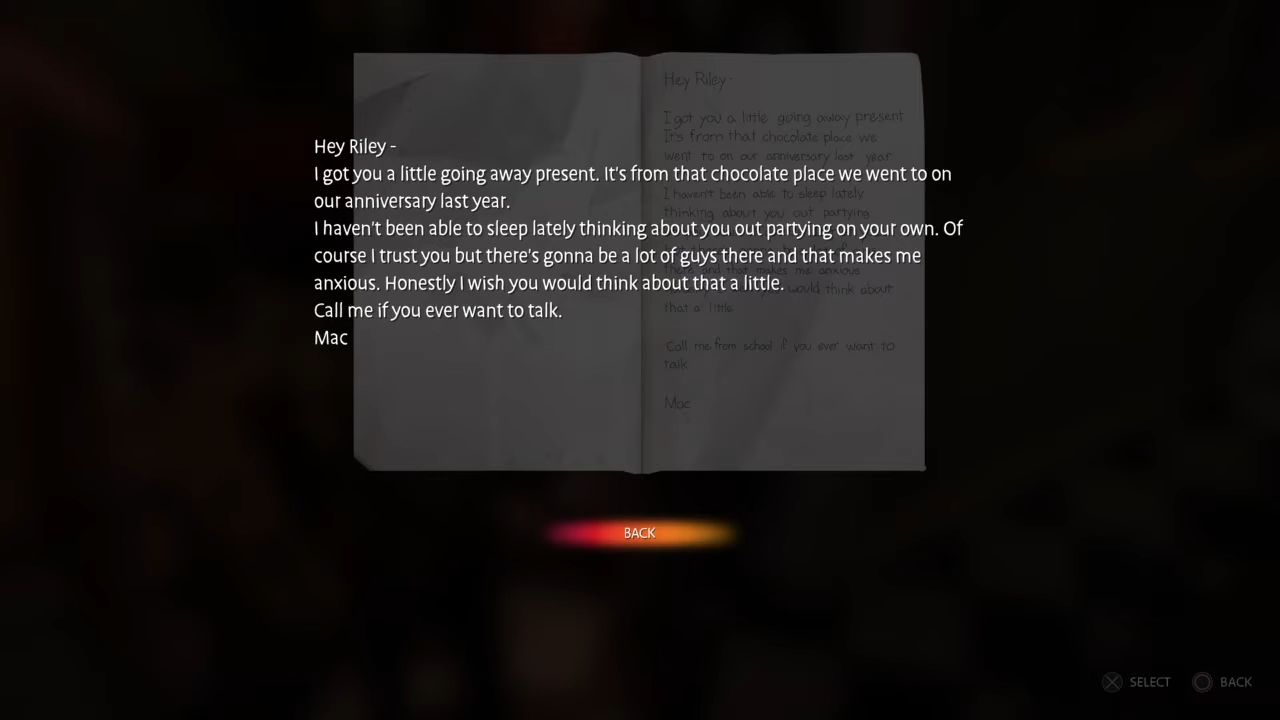 Hey Riley -
I got you a little going away present. It's from that chocolate place we went to on
our anniversary last year.
I haven't been able to sleep lately thinking about you out partying on your own. Of
course I trust you but there's gonna be a lot of guys there and that makes me
anxious. Honestly I wish you would think about that a little.
Call me if you ever want to talk.
Mac
Hey Riley -
I got you a little going away present
It's from that chocolate place we
went to on our anniversary last year
I haven't been able to sleep lately
thinking about you out partying
there and that makes me anxious
would think about
that a little
Call me from school if you ever want to
talk
Mac
BACK
SELECT
BACK